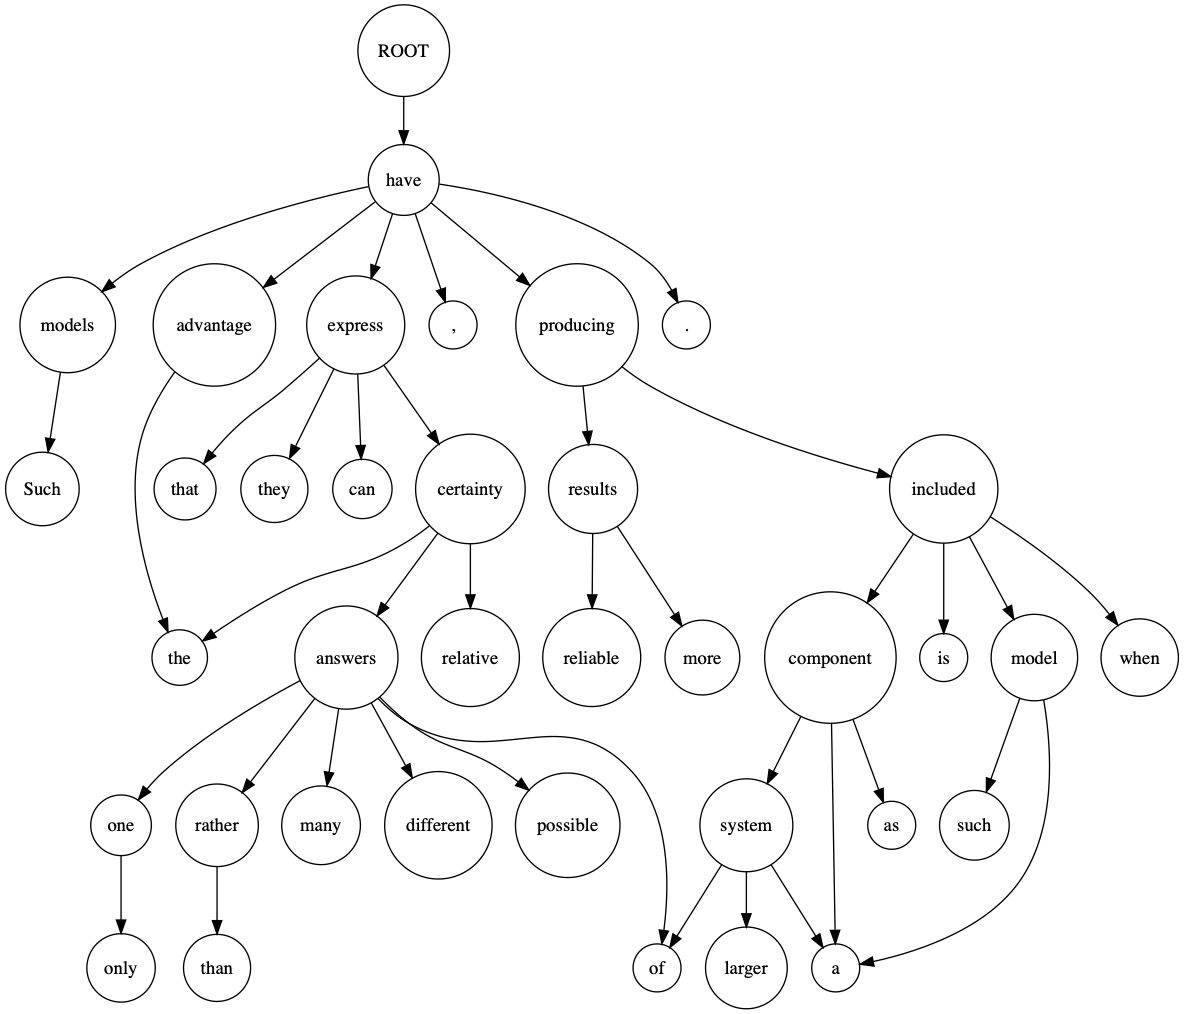 ROOT
have
models advantage express , producing .
Such that they can certainty results included
the answers relative reliable more component is model when
one rather many different possible system as such
only than of larger a